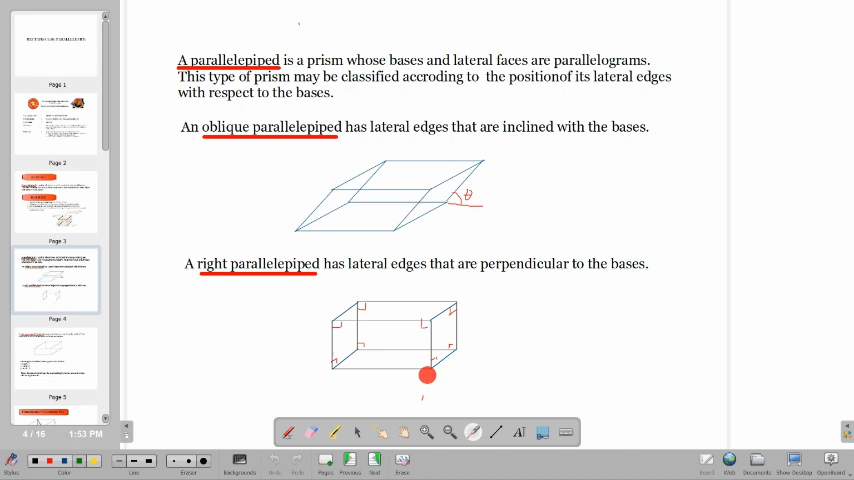 A parallelepiped is a prism whose bases and lateral faces are parallelograms.
This type of prism may be classified accroding to the positionof its lateral edges
with respect to the bases.
An oblique parallelepiped has lateral edges that are inclined with the bases.
θ
A right parallelepiped has lateral edges that are perpendicular to the bases.
Page 1
Page 2
Page 3
Page 4
Page 5
4 / 16 1:53 PM
Stylus
Color
Line
Eraser
Backgrounds
Undo
Redo
Pages
Previous
Next
Erase
Board
Web
Documents
Show Desktop
OpenBoard